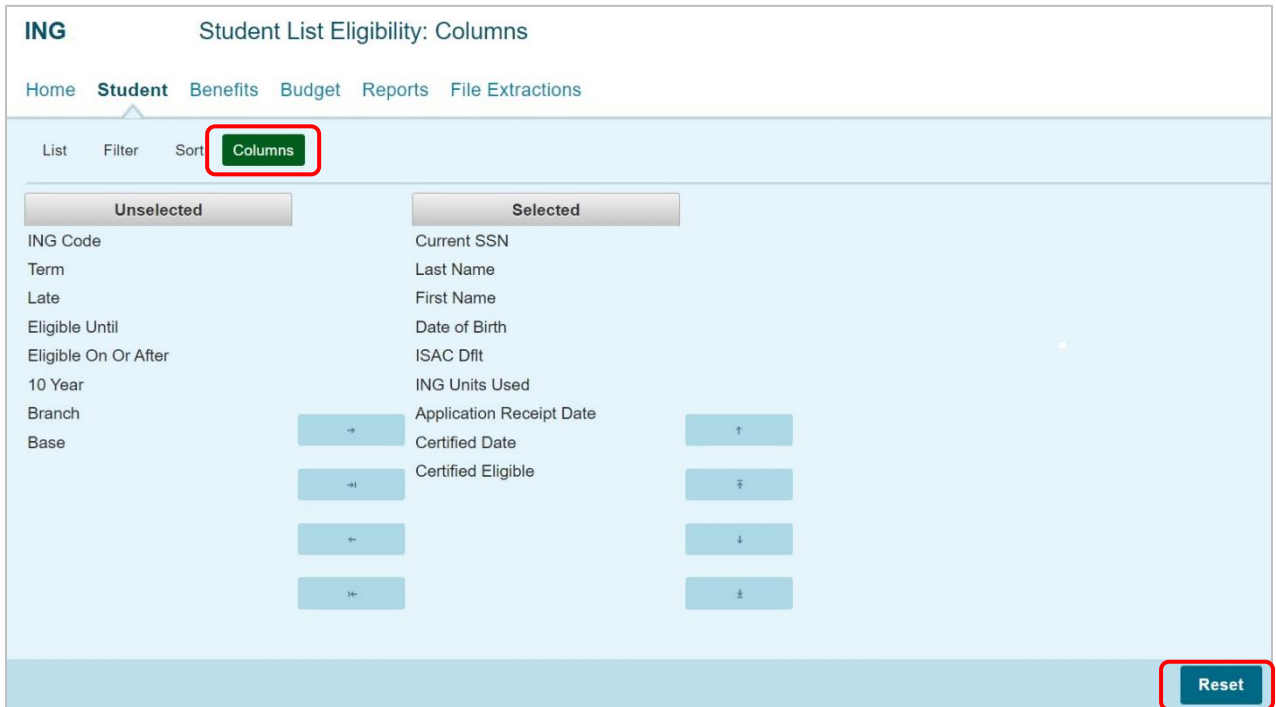 ING Student List Eligibility: Columns
Home Student Benefits Budget Reports File Extractions
List Filter Sort Columns
Unselected Selected
ING Code Current SSN
Term Last Name
Late First Name
Eligible Until Date of Birth
Eligible On Or After ISAC Dflt
10 Year ING Units Used
Branch Application Receipt Date
Base Certified Date
Certified Eligible
Reset